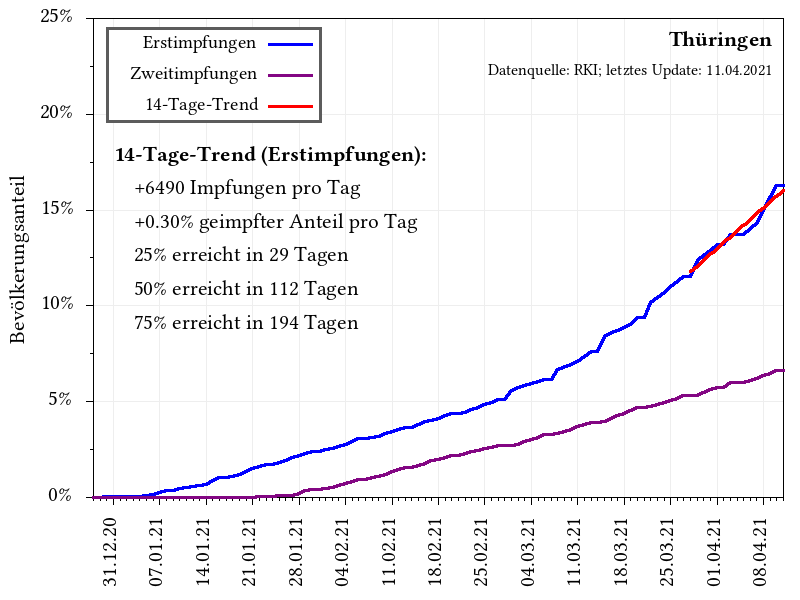 25%
20%
15%
10%
5%
0%
Bevölkerungsanteil
Erstimpfungen
Zweitimpfungen
14-Tage-Trend
Thüringen
Datenquelle: RKI; letztes Update: 11.04.2021
14-Tage-Trend (Erstimpfungen):
+6490 Impfungen pro Tag
+0.30% geimpfter Anteil pro Tag
25% erreicht in 29 Tagen
50% erreicht in 112 Tagen
75% erreicht in 194 Tagen
31.12.20
07.01.21
14.01.21
21.01.21
28.01.21
04.02.21
11.02.21
18.02.21
25.02.21
04.03.21
11.03.21
18.03.21
25.03.21
01.04.21
08.04.21